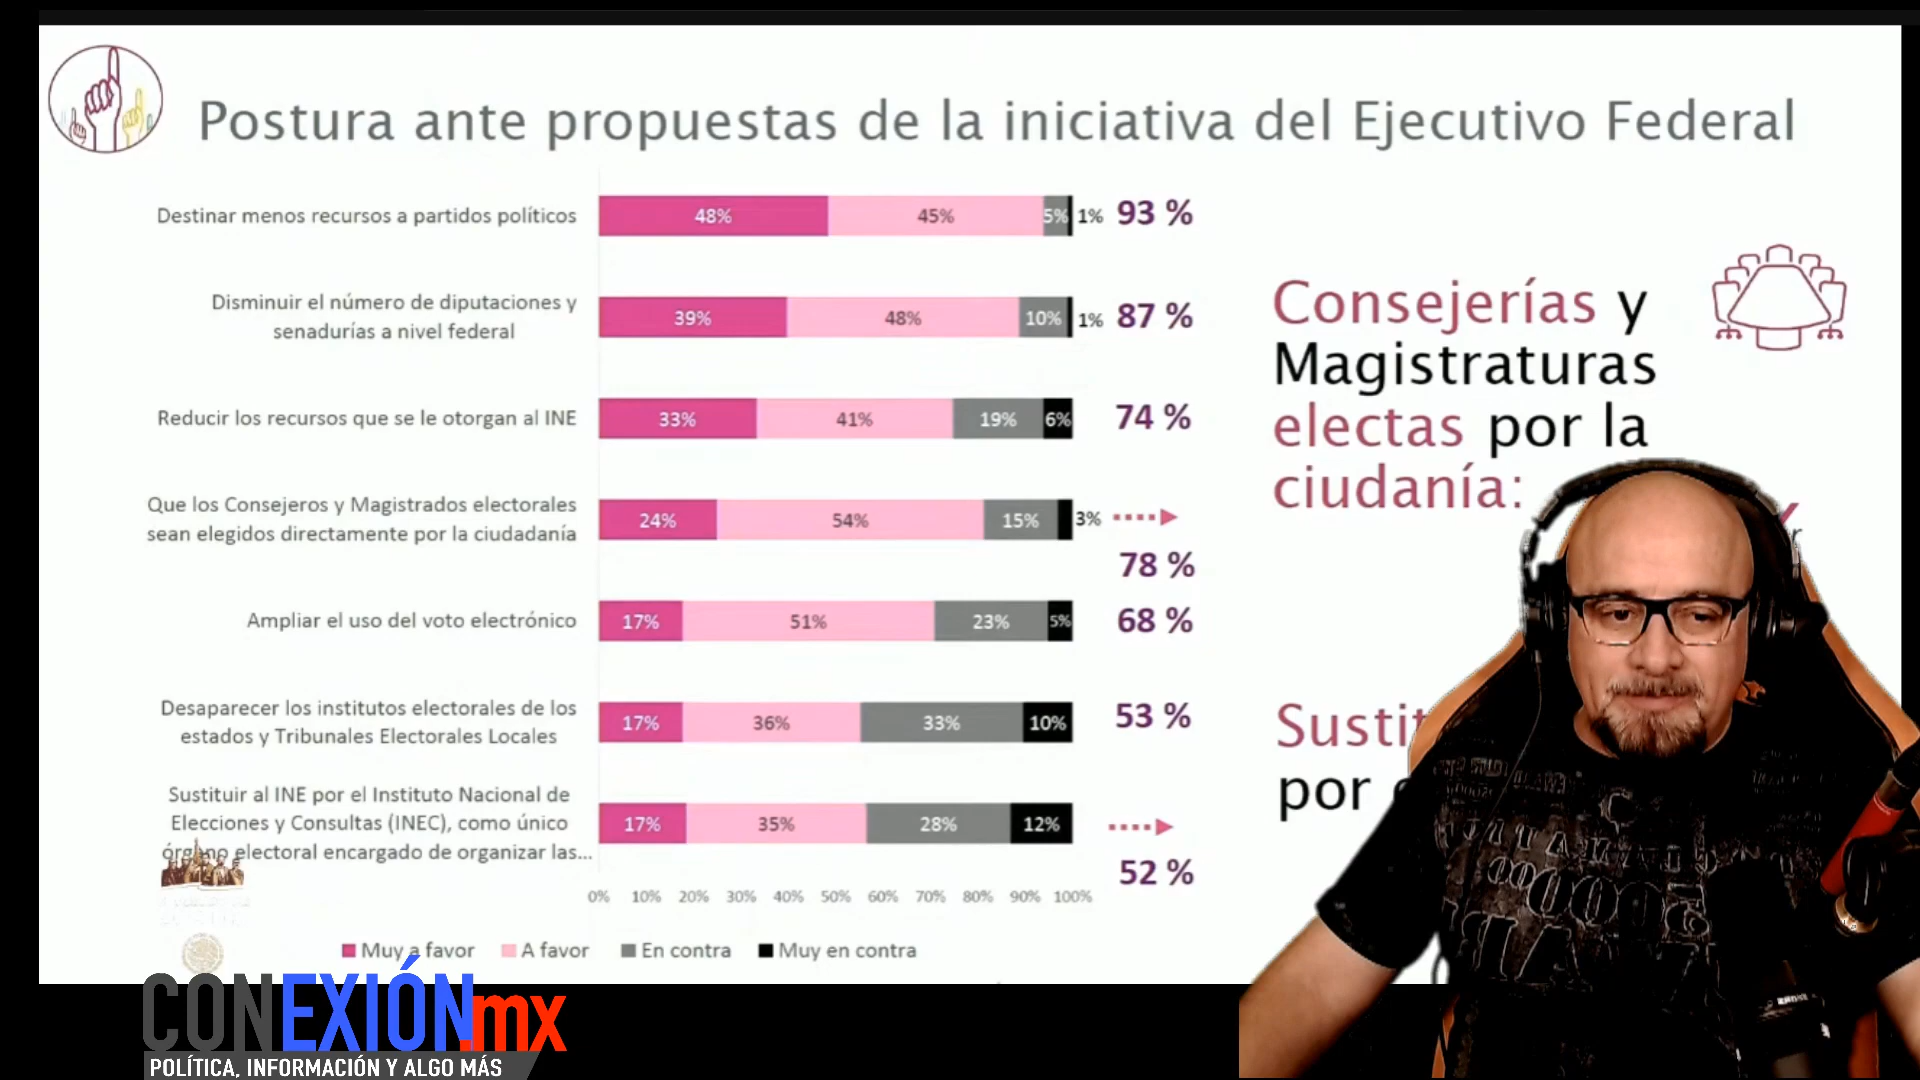 Postura ante propuestas de la iniciativa del Ejecutivo Federal
Destinar menos recursos a partidos políticos
48%
45%
5%
1%
93 %
Disminuir el número de diputaciones y
senadurías a nivel federal
39%
48%
10%
1%
87 %
Reducir los recursos que se le otorgan al INE
33%
41%
19%
6%
74 %
Que los Consejeros y Magistrados electorales
sean elegidos directamente por la ciudadanía
24%
54%
15%
3%
78 %
Ampliar el uso del voto electrónico
17%
51%
23%
5%
68 %
Desaparecer los institutos electorales de los
estados y Tribunales Electorales Locales
17%
36%
33%
10%
53 %
Sustituir al INE por el Instituto Nacional de
Elecciones y Consultas (INEC), como único
órgano electoral encargado de organizar las...
17%
35%
28%
12%
52 %
0% 10% 20% 30% 40% 50% 60% 70% 80% 90% 100%
Muy a favor A favor En contra Muy en contra
Consejerías y
Magistraturas
electas por la
ciudanía:
Sustit
por
CONEXIÓN.mx
POLÍTICA, INFORMACIÓN Y ALGO MÁS